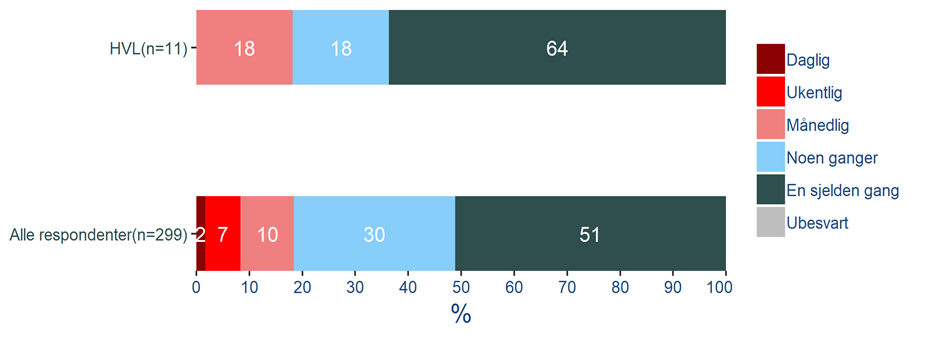 HVL(n=11)
18 18 64
Alle respondenter(n=299)
2 7 10 30 51
0 10 20 30 40 50 60 70 80 90 100
%
Daglig
Ukentlig
Månedlig
Noen ganger
En sjelden gang
Ubesvart